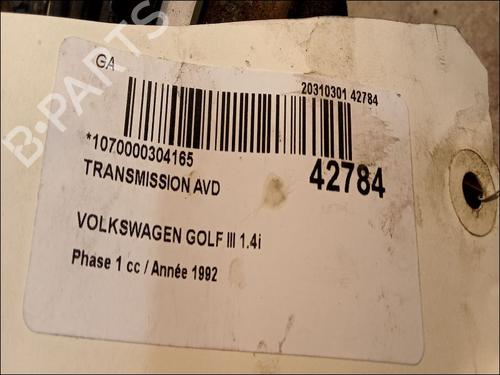 GA
20310301 42784
*1070000304165
42784
TRANSMISSION AVD
VOLKSWAGEN GOLF III 1.4i
Phase 1 cc / Année 1992
B-PARTS